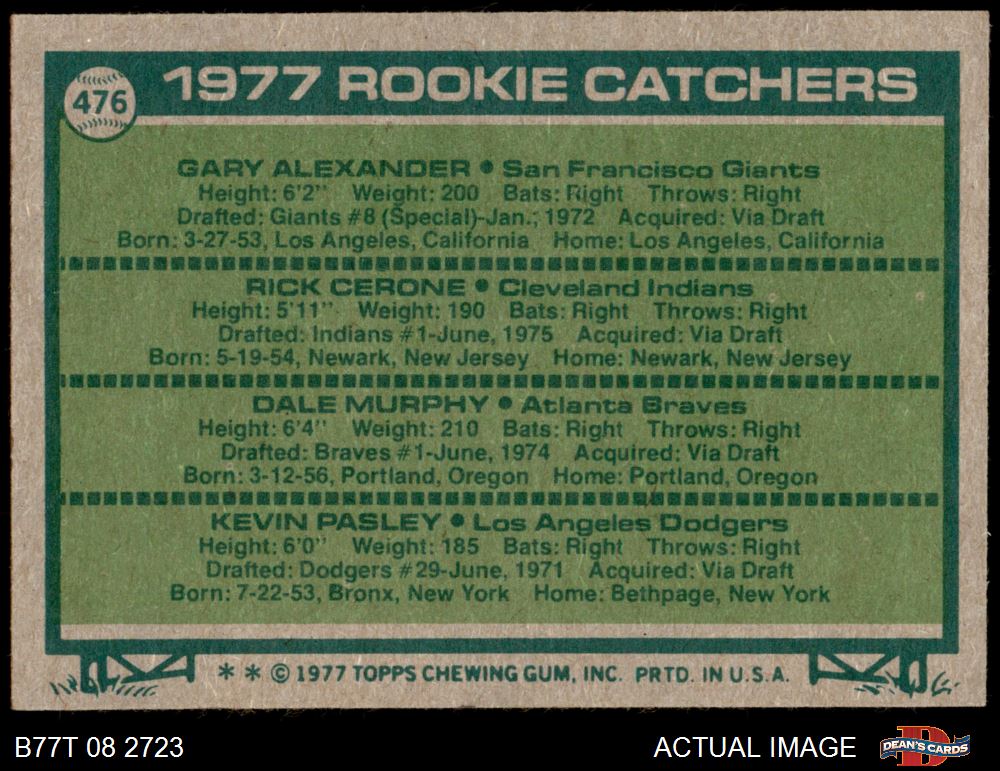 476
1977 ROOKIE CATCHERS
GARY ALEXANDER • San Francisco Giants
Height: 6'2" Weight: 200 Bats: Right Throws: Right
Drafted: Giants #8 (Special)-Jan., 1972 Acquired: Via Draft
Born: 3-27-53, Los Angeles, California Home: Los Angeles, California
RICK CERONE • Cleveland Indians
Height: 5'11" Weight: 190 Bats: Right Throws: Right
Drafted: Indians #1-June, 1975 Acquired: Via Draft
Born: 5-19-54, Newark, New Jersey Home: Newark, New Jersey
DALE MURPHY • Atlanta Braves
Height: 6'4" Weight: 210 Bats: Right Throws: Right
Drafted: Braves #1-June, 1974 Acquired: Via Draft
Born: 3-12-56, Portland, Oregon Home: Portland, Oregon
KEVIN PASLEY • Los Angeles Dodgers
Height: 6'0" Weight: 185 Bats: Right Throws: Right
Drafted: Dodgers #29-June, 1971 Acquired: Via Draft
Born: 7-22-53, Bronx, New York Home: Bethpage, New York
* * © 1977 TOPPS CHEWING GUM, INC. PRTD. IN U.S.A.
B77T 08 2723 ACTUAL IMAGE DEAN'S CARDS